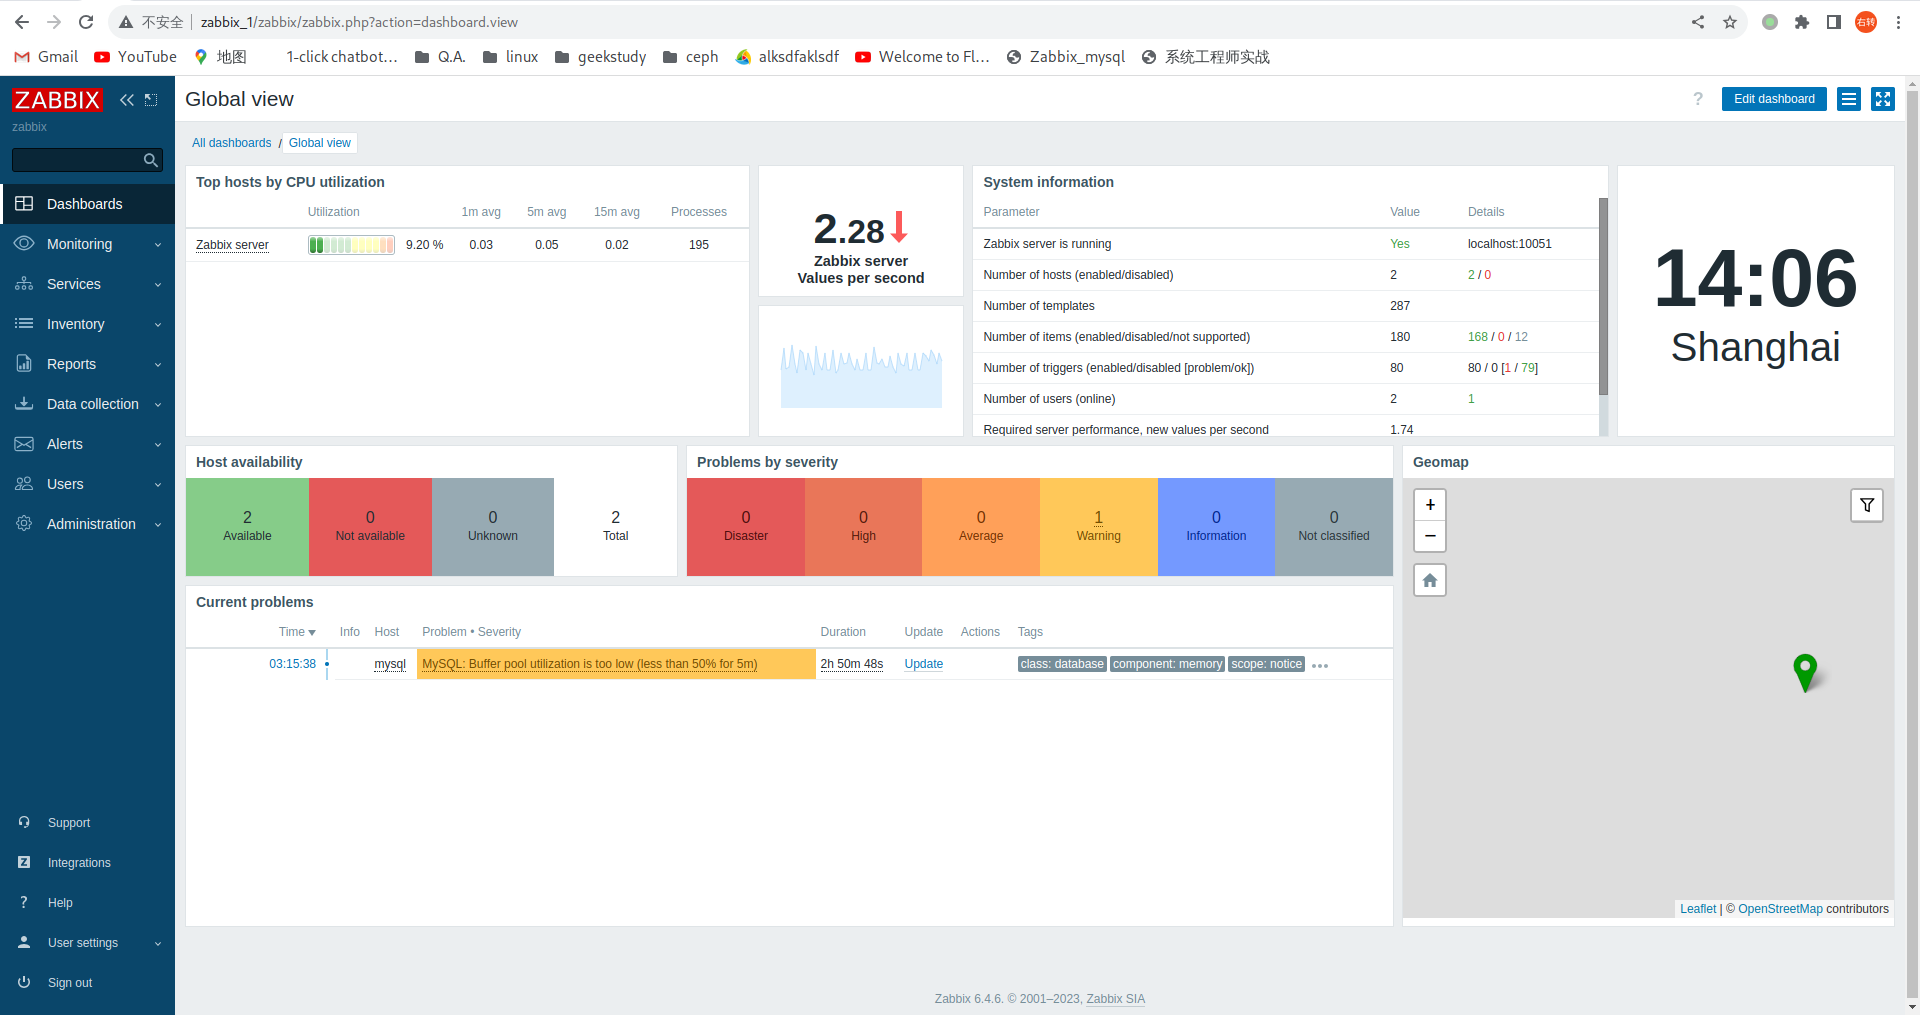 不安全 zabbix_1/zabbix/zabbix.php?action=dashboard.view 右转
Gmail YouTube 地图 1-click chatbot... Q.A. linux geekstudy ceph alksdfaklsdf Welcome to Fl... Zabbix_mysql 系统工程师实战
ZABBIX
zabbix
Dashboards
Monitoring
Services
Inventory
Reports
Data collection
Alerts
Users
Administration
Support
Integrations
Help
User settings
Sign out
Global view
? Edit dashboard
All dashboards / Global view
Top hosts by CPU utilization
Utilization 1m avg 5m avg 15m avg Processes
Zabbix server 9.20 % 0.03 0.05 0.02 195
2.28
Zabbix server
Values per second
System information
Parameter Value Details
Zabbix server is running Yes localhost:10051
Number of hosts (enabled/disabled) 2 2 / 0
Number of templates 287
Number of items (enabled/disabled/not supported) 180 168 / 0 / 12
Number of triggers (enabled/disabled [problem/ok]) 80 80 / 0 [1 / 79]
Number of users (online) 2 1
Required server performance, new values per second 1.74
14:06
Shanghai
Host availability
2 Available
0 Not available
0 Unknown
2 Total
Problems by severity
0 Disaster
0 High
0 Average
1 Warning
0 Information
0 Not classified
Geomap
+
−
Leaflet | © OpenStreetMap contributors
Current problems
Time Info Host Problem • Severity Duration Update Actions Tags
03:15:38 mysql MySQL: Buffer pool utilization is too low (less than 50% for 5m) 2h 50m 48s Update class: database component: memory scope: notice •••
Zabbix 6.4.6. © 2001–2023, Zabbix SIA